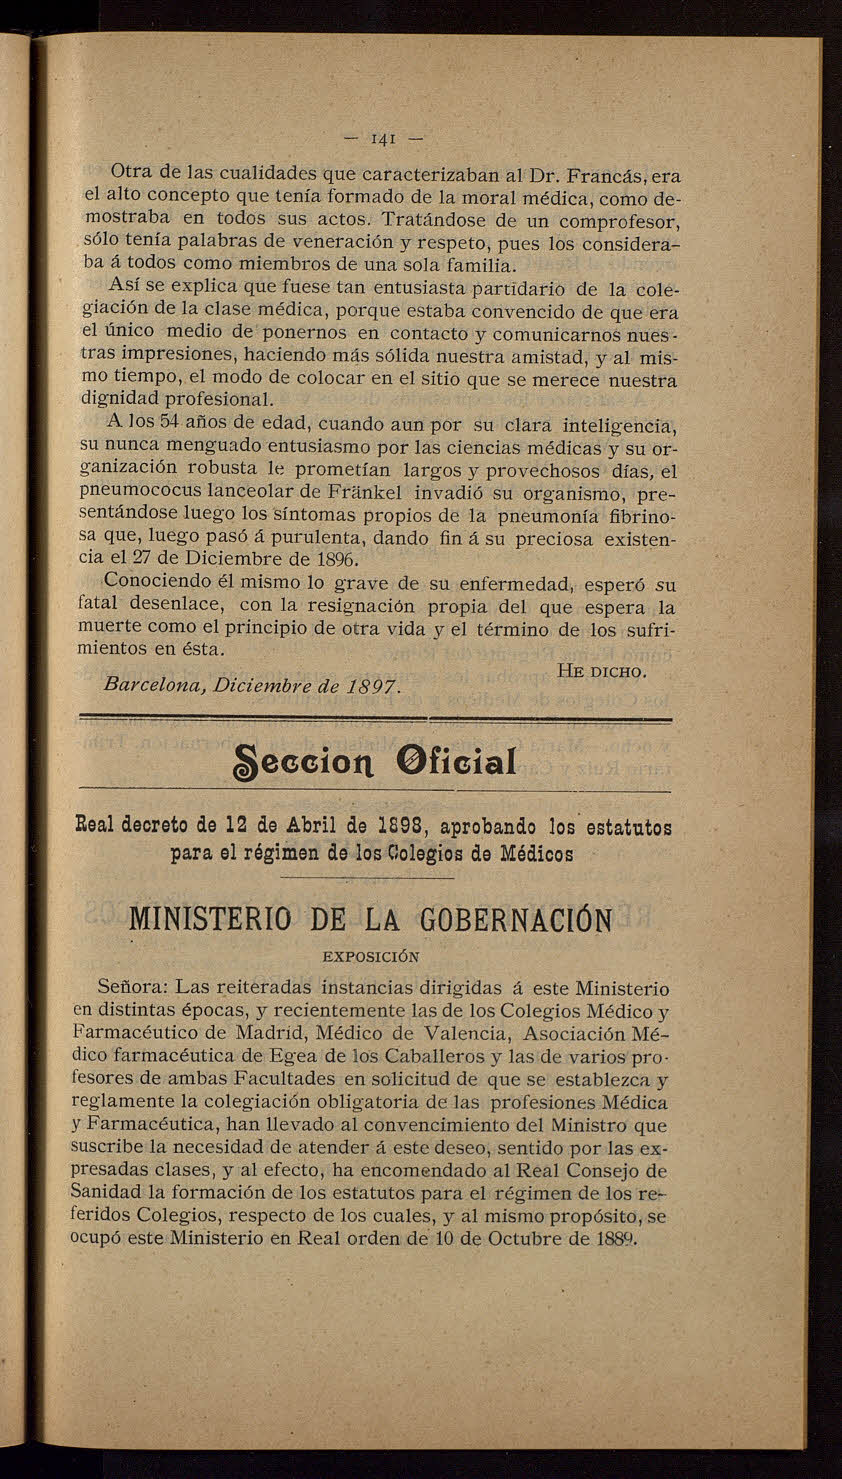 — 141 —
Otra de las cualidades que caracterizaban al Dr. Francás, era
el alto concepto que tenía formado de la moral médica, como de-
mostraba en todos sus actos. Tratándose de un comprofesor,
sólo tenía palabras de veneración y respeto, pues los considera-
ba á todos como miembros de una sola familia.
Así se explica que fuese tan entusiasta partidario de la cole-
giación de la clase médica, porque estaba convencido de que era
el único medio de ponernos en contacto y comunicarnos nues-
tras impresiones, haciendo más sólida nuestra amistad, y al mis-
mo tiempo, el modo de colocar en el sitio que se merece nuestra
dignidad profesional.
A los 54 años de edad, cuando aun por su clara inteligencia,
su nunca menguado entusiasmo por las ciencias médicas y su or-
ganización robusta le prometían largos y provechosos días, el
pneumococus lanceolar de Fränkel invadió su organismo, pre-
sentándose luego los síntomas propios de la pneumonía fibrino-
sa que, luego pasó á purulenta, dando fin á su preciosa existen-
cia el 27 de Diciembre de 1896.
Conociendo él mismo lo grave de su enfermedad, esperó su
fatal desenlace, con la resignación propia del que espera la
muerte como el principio de otra vida y el término de los sufri-
mientos en ésta.
HE DICHO.
Barcelona, Diciembre de 1897.
Seccion Oficial
Real decreto de 12 de Abril de 1898, aprobando los estatutos
para el régimen de los Colegios de Médicos
MINISTERIO DE LA GOBERNACIÓN
EXPOSICIÓN
Señora: Las reiteradas instancias dirigidas á este Ministerio
en distintas épocas, y recientemente las de los Colegios Médico y
Farmacéutico de Madrid, Médico de Valencia, Asociación Mé-
dico farmacéutica de Egea de los Caballeros y las de varios pro-
fesores de ambas Facultades en solicitud de que se establezca y
reglamente la colegiación obligatoria de las profesiones Médica
y Farmacéutica, han llevado al convencimiento del Ministro que
suscribe la necesidad de atender á este deseo, sentido por las ex-
presadas clases, y al efecto, ha encomendado al Real Consejo de
Sanidad la formación de los estatutos para el régimen de los re-
feridos Colegios, respecto de los cuales, y al mismo propósito, se
ocupó este Ministerio en Real orden de 10 de Octubre de 1889.